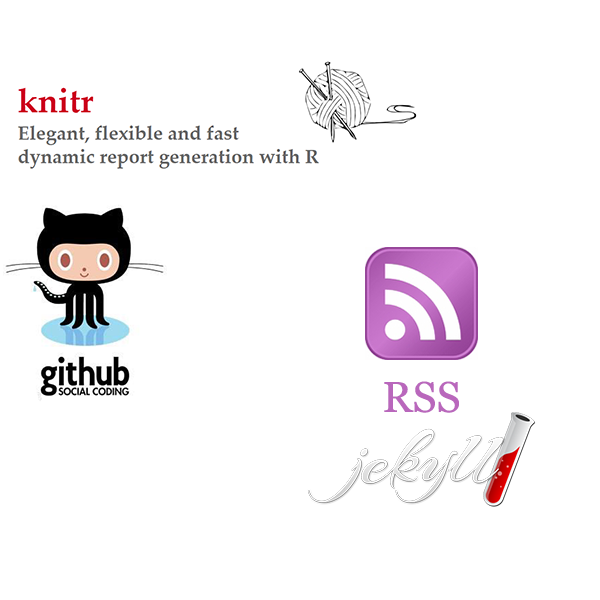 knitr
Elegant, flexible and fast
dynamic report generation with R
github
SOCIAL CODING
RSS
jekyll